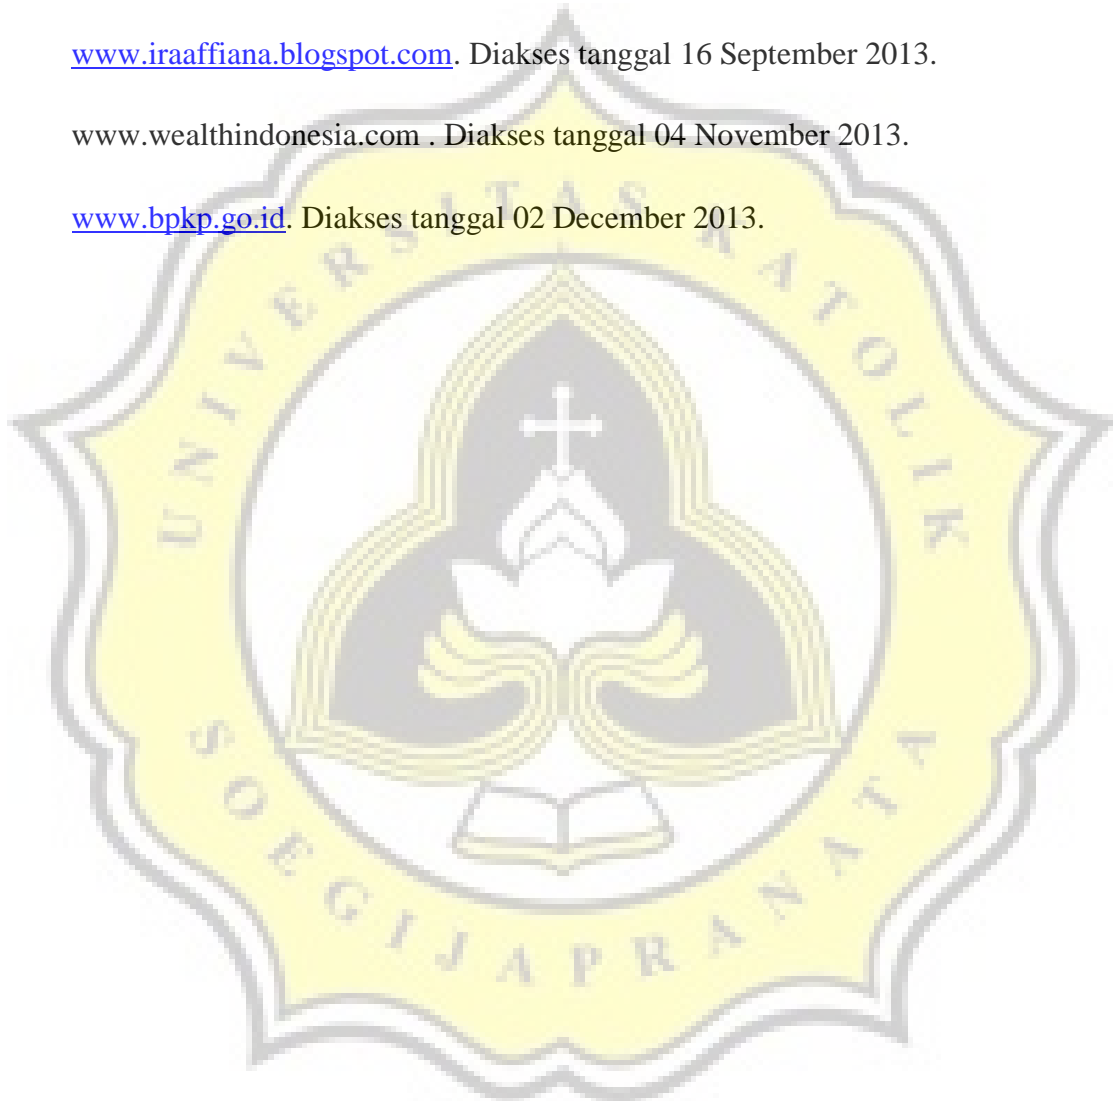 www.iraaffiana.blogspot.com. Diakses tanggal 16 September 2013.
www.wealthindonesia.com . Diakses tanggal 04 November 2013.
www.bpkp.go.id. Diakses tanggal 02 December 2013.
UNIVERSITAS KATOLIK
SOEGIJAPRANATA